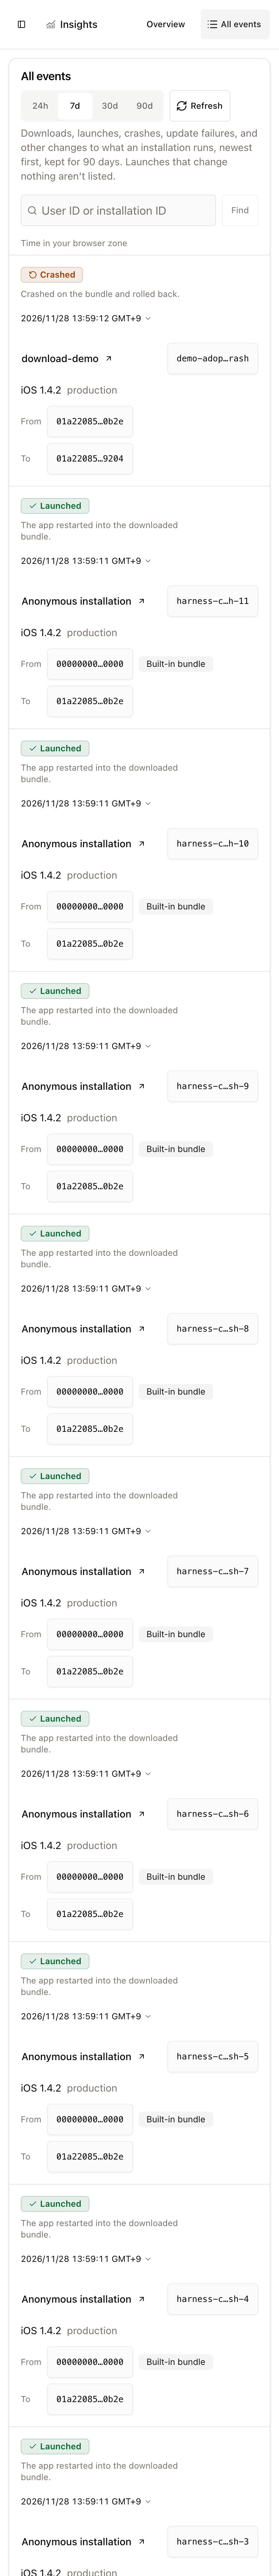 Insights
Overview
All events
All events
24h
7d
30d
90d
Refresh
Downloads, launches, crashes, update failures, and
other changes to what an installation runs, newest
first, kept for 90 days. Launches that change
nothing aren't listed.
User ID or installation ID
Find
Time in your browser zone
Crashed
Crashed on the bundle and rolled back.
2026/11/28 13:59:12 GMT+9
download-demo
demo-adop…rash
iOS 1.4.2 production
From 01a22085…0b2e
To 01a22085…9204
Launched
The app restarted into the downloaded
bundle.
2026/11/28 13:59:11 GMT+9
Anonymous installation
harness-c…h-11
iOS 1.4.2 production
From 00000000…0000 Built-in bundle
To 01a22085…0b2e
Launched
The app restarted into the downloaded
bundle.
2026/11/28 13:59:11 GMT+9
Anonymous installation
harness-c…h-10
iOS 1.4.2 production
From 00000000…0000 Built-in bundle
To 01a22085…0b2e
Launched
The app restarted into the downloaded
bundle.
2026/11/28 13:59:11 GMT+9
Anonymous installation
harness-c…sh-9
iOS 1.4.2 production
From 00000000…0000 Built-in bundle
To 01a22085…0b2e
Launched
The app restarted into the downloaded
bundle.
2026/11/28 13:59:11 GMT+9
Anonymous installation
harness-c…sh-8
iOS 1.4.2 production
From 00000000…0000 Built-in bundle
To 01a22085…0b2e
Launched
The app restarted into the downloaded
bundle.
2026/11/28 13:59:11 GMT+9
Anonymous installation
harness-c…sh-7
iOS 1.4.2 production
From 00000000…0000 Built-in bundle
To 01a22085…0b2e
Launched
The app restarted into the downloaded
bundle.
2026/11/28 13:59:11 GMT+9
Anonymous installation
harness-c…sh-6
iOS 1.4.2 production
From 00000000…0000 Built-in bundle
To 01a22085…0b2e
Launched
The app restarted into the downloaded
bundle.
2026/11/28 13:59:11 GMT+9
Anonymous installation
harness-c…sh-5
iOS 1.4.2 production
From 00000000…0000 Built-in bundle
To 01a22085…0b2e
Launched
The app restarted into the downloaded
bundle.
2026/11/28 13:59:11 GMT+9
Anonymous installation
harness-c…sh-4
iOS 1.4.2 production
From 00000000…0000 Built-in bundle
To 01a22085…0b2e
Launched
The app restarted into the downloaded
bundle.
2026/11/28 13:59:11 GMT+9
Anonymous installation
harness-c…sh-3
iOS 1.4.2 production